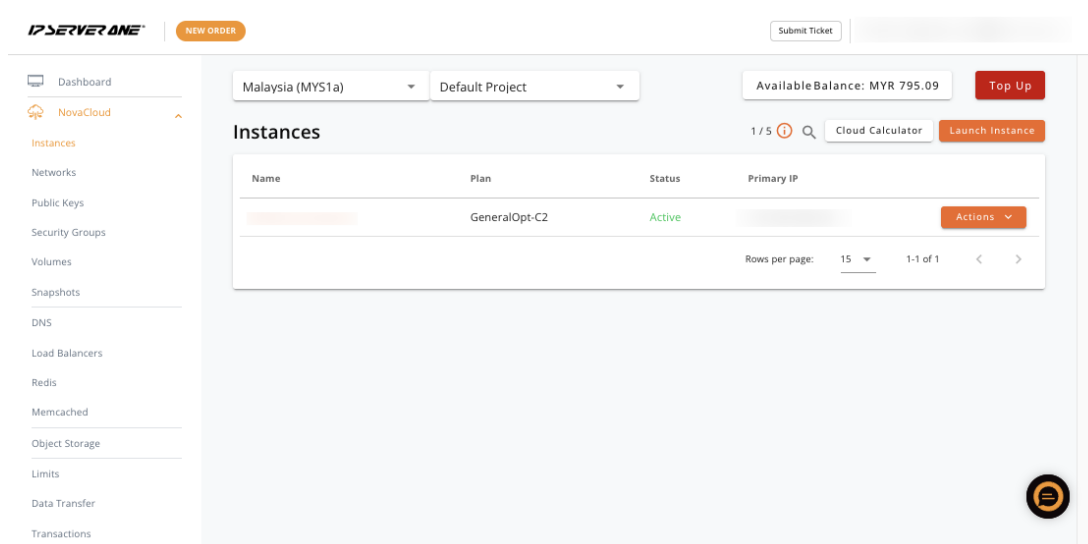 IP SERVER ONE
NEW ORDER
Submit Ticket
Dashboard
NovaCloud
Instances
Networks
Public Keys
Security Groups
Volumes
Snapshots
DNS
Load Balancers
Redis
Memcached
Object Storage
Limits
Data Transfer
Transactions
Malaysia (MYS1a)
Default Project
Available Balance: MYR 795.09
Top Up
Instances
1 / 5
Cloud Calculator
Launch Instance
Name Plan Status Primary IP
GeneralOpt-C2 Active Actions
Rows per page: 15 1-1 of 1